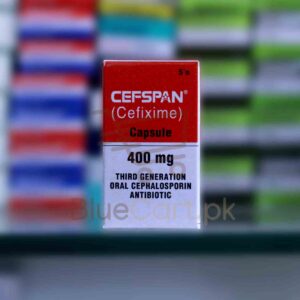 5 s
CEFSPAN®
(Cefixime)
Capsule
400 mg
THIRD GENERATION
ORAL CEPHALOSPORIN
ANTIBIOTIC
BlueCart.pk